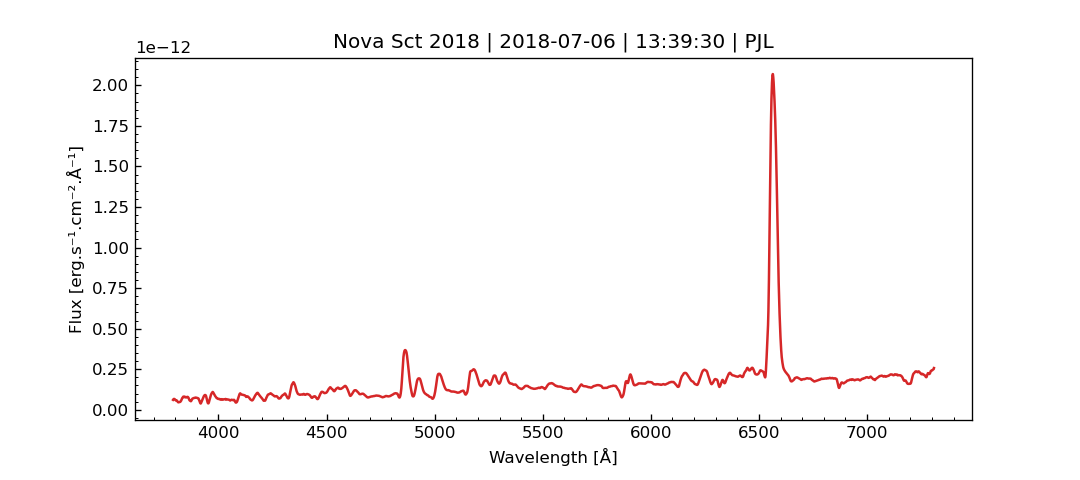 Nova Sct 2018 | 2018-07-06 | 13:39:30 | PJL
1e−12
2.00
1.75
1.50
1.25
1.00
0.75
0.50
0.25
0.00
Flux [erg.s⁻¹.cm⁻².Å⁻¹]
4000 4500 5000 5500 6000 6500 7000
Wavelength [Å]